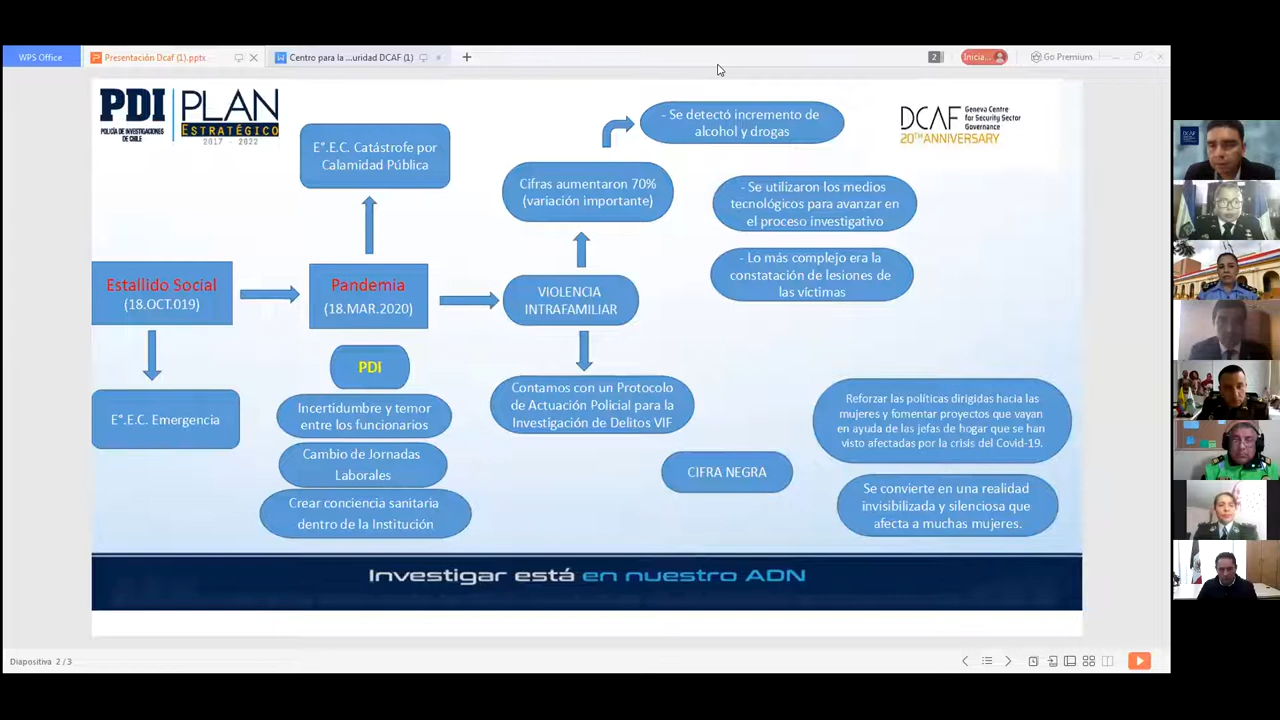 WPS Office
Presentación Dcaf (1).pptx
Centro para la ...uridad DCAF (1)
2
Inicia...
Go Premium
PDI
POLICÍA DE INVESTIGACIONES
DE CHILE
PLAN
ESTRATÉGICO
2017 - 2022
DCAF
Geneva Centre
for Security Sector
Governance
20TH ANNIVERSARY
E°.E.C. Catástrofe por
Calamidad Pública
- Se detectó incremento de
alcohol y drogas
Cifras aumentaron 70%
(variación importante)
- Se utilizaron los medios
tecnológicos para avanzar en
el proceso investigativo
- Lo más complejo era la
constatación de lesiones de
las víctimas
Estallido Social
(18.OCT.019)
Pandemia
(18.MAR.2020)
VIOLENCIA
INTRAFAMILIAR
E°.E.C. Emergencia
PDI
Incertidumbre y temor
entre los funcionarios
Cambio de Jornadas
Laborales
Crear conciencia sanitaria
dentro de la Institución
Contamos con un Protocolo
de Actuación Policial para la
Investigación de Delitos VIF
CIFRA NEGRA
Reforzar las políticas dirigidas hacia las
mujeres y fomentar proyectos que vayan
en ayuda de las jefas de hogar que se han
visto afectadas por la crisis del Covid-19.
Se convierte en una realidad
invisibilizada y silenciosa que
afecta a muchas mujeres.
Investigar está en nuestro ADN
Diapositiva 2 / 3
DCAF